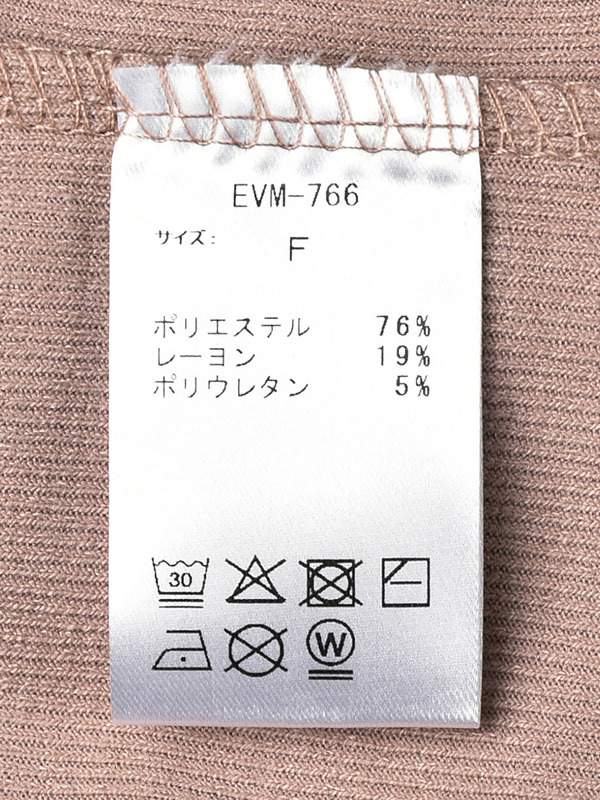 EVM-766
サイズ: F
ポリエステル 76%
レーヨン 19%
ポリウレタン 5%
30
W